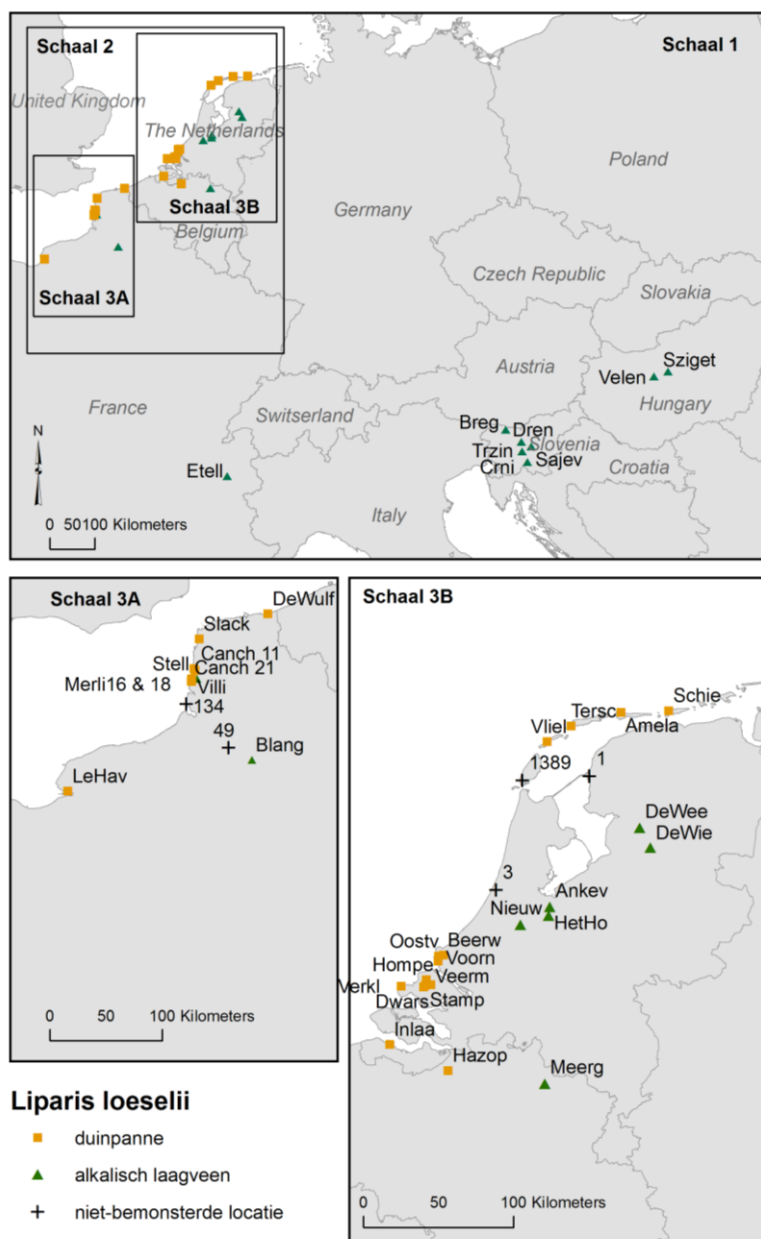 Schaal 2
Schaal 1
United Kingdom
The Netherlands
Poland
Schaal 3B
Germany
Belgium
Schaal 3A
Czech Republic
Slovakia
Austria
Sziget
Velen
Hungary
France
Switserland
Breg
Dren
Slovenia
Trzin
Sajev
Crni
Croatia
Etell
Italy
N
0 50 100 Kilometers
Schaal 3A
DeWulf
Slack
Canch 11
Stell
Canch 21
Merli16 & 18
Villi
134
49
Blang
LeHav
0 50 100 Kilometers
Schaal 3B
Schie
Tersc
Vliel
Amela
1389
1
DeWee
DeWie
3
Ankev
Nieuw
HetHo
Oostv
Beerw
Voorn
Hompe
Veerm
Verkl
Dwars
Stamp
Inlaa
Hazop
Meerg
0 50 100 Kilometers
Liparis loeselii
duinpanne
alkalisch laagveen
niet-bemonsterde locatie